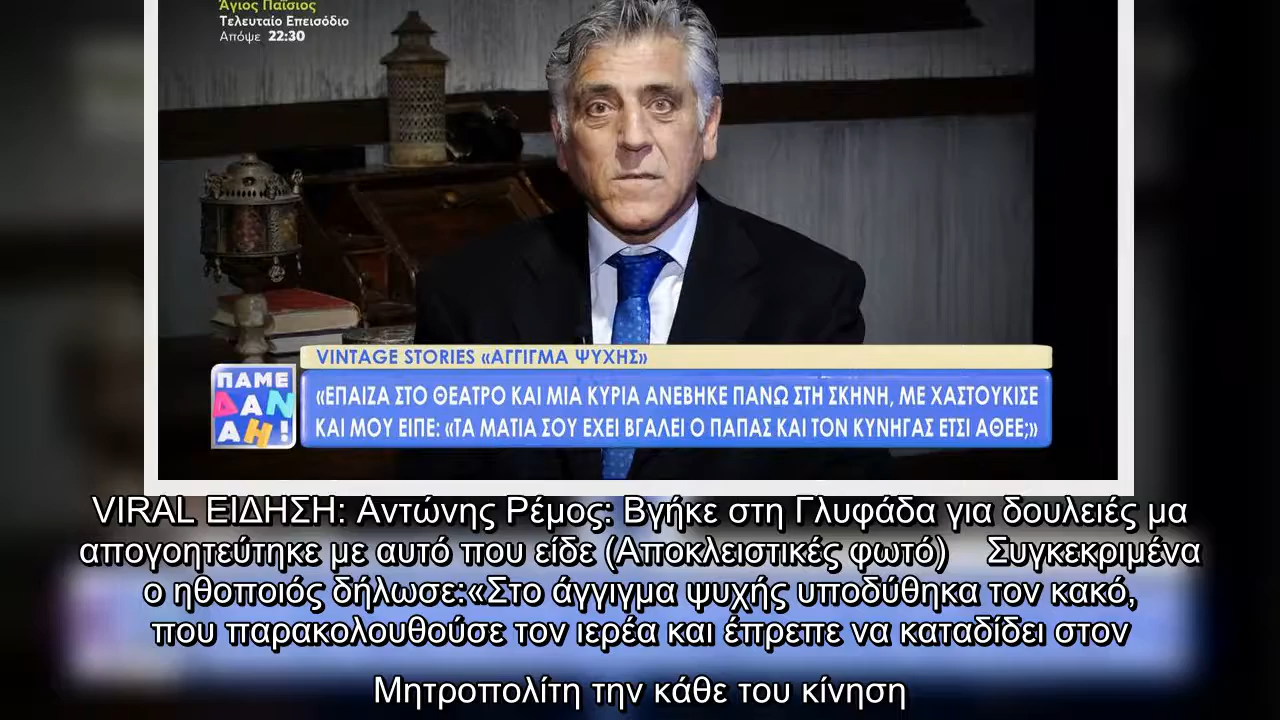 Άγιος Παΐσιος
Τελευταίο Επεισόδιο
Απόψε 22:30
VINTAGE STORIES «ΑΓΓΙΓΜΑ ΨΥΧΗΣ»
ΠΑΜΕ
ΔΑΝ
ΑΗ!
«ΕΠΑΙΖΑ ΣΤΟ ΘΕΑΤΡΟ ΚΑΙ ΜΙΑ ΚΥΡΙΑ ΑΝΕΒΗΚΕ ΠΑΝΩ ΣΤΗ ΣΚΗΝΗ, ΜΕ ΧΑΣΤΟΥΚΙΣΕ
ΚΑΙ ΜΟΥ ΕΙΠΕ: «ΤΑ ΜΑΤΙΑ ΣΟΥ ΕΧΕΙ ΒΓΑΛΕΙ Ο ΠΑΠΑΣ ΚΑΙ ΤΟΝ ΚΥΝΗΓΑΣ ΕΤΣΙ ΑΘΕΕ;»
VIRAL ΕΙΔΗΣΗ: Αντώνης Ρέμος: Βγήκε στη Γλυφάδα για δουλειές μα
απογοητεύτηκε με αυτό που είδε (Αποκλειστικές φωτό) Συγκεκριμένα
ο ηθοποιός δήλωσε:«Στο άγγιγμα ψυχής υποδύθηκα τον κακό,
που παρακολουθούσε τον ιερέα και έπρεπε να καταδίδει στον
Μητροπολίτη την κάθε του κίνηση